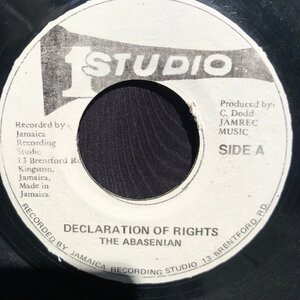 1 STUDIO
Recorded by
Jamaica
Recording
Studio
13 Brentford Rd
Kingston,
Jamaica,
Made in
Jamaica
Produced by:
C. Dodd
JAMREC
MUSIC
SIDE A
DECLARATION OF RIGHTS
THE ABASENIAN
RECORDED BY JAMAICA RECORDING STUDIO 13 BRENTFORD RD